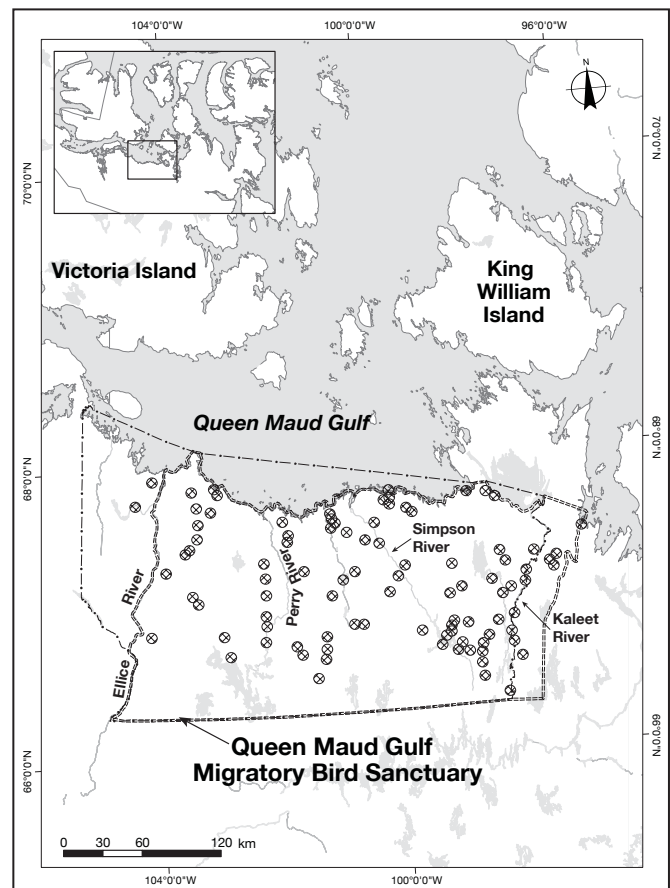 104°0'0"W
100°0'0"W
96°0'0"W
N
70°0'0"N
70°0'0"N
Victoria Island
King
William
Island
Queen Maud Gulf
68°0'0"N
68°0'0"N
Simpson
River
Perry River
River
Ellice
Kaleet
River
Queen Maud Gulf
Migratory Bird Sanctuary
66°0'0"N
66°0'0"N
0 30 60 120 km
104°0'0"W
100°0'0"W